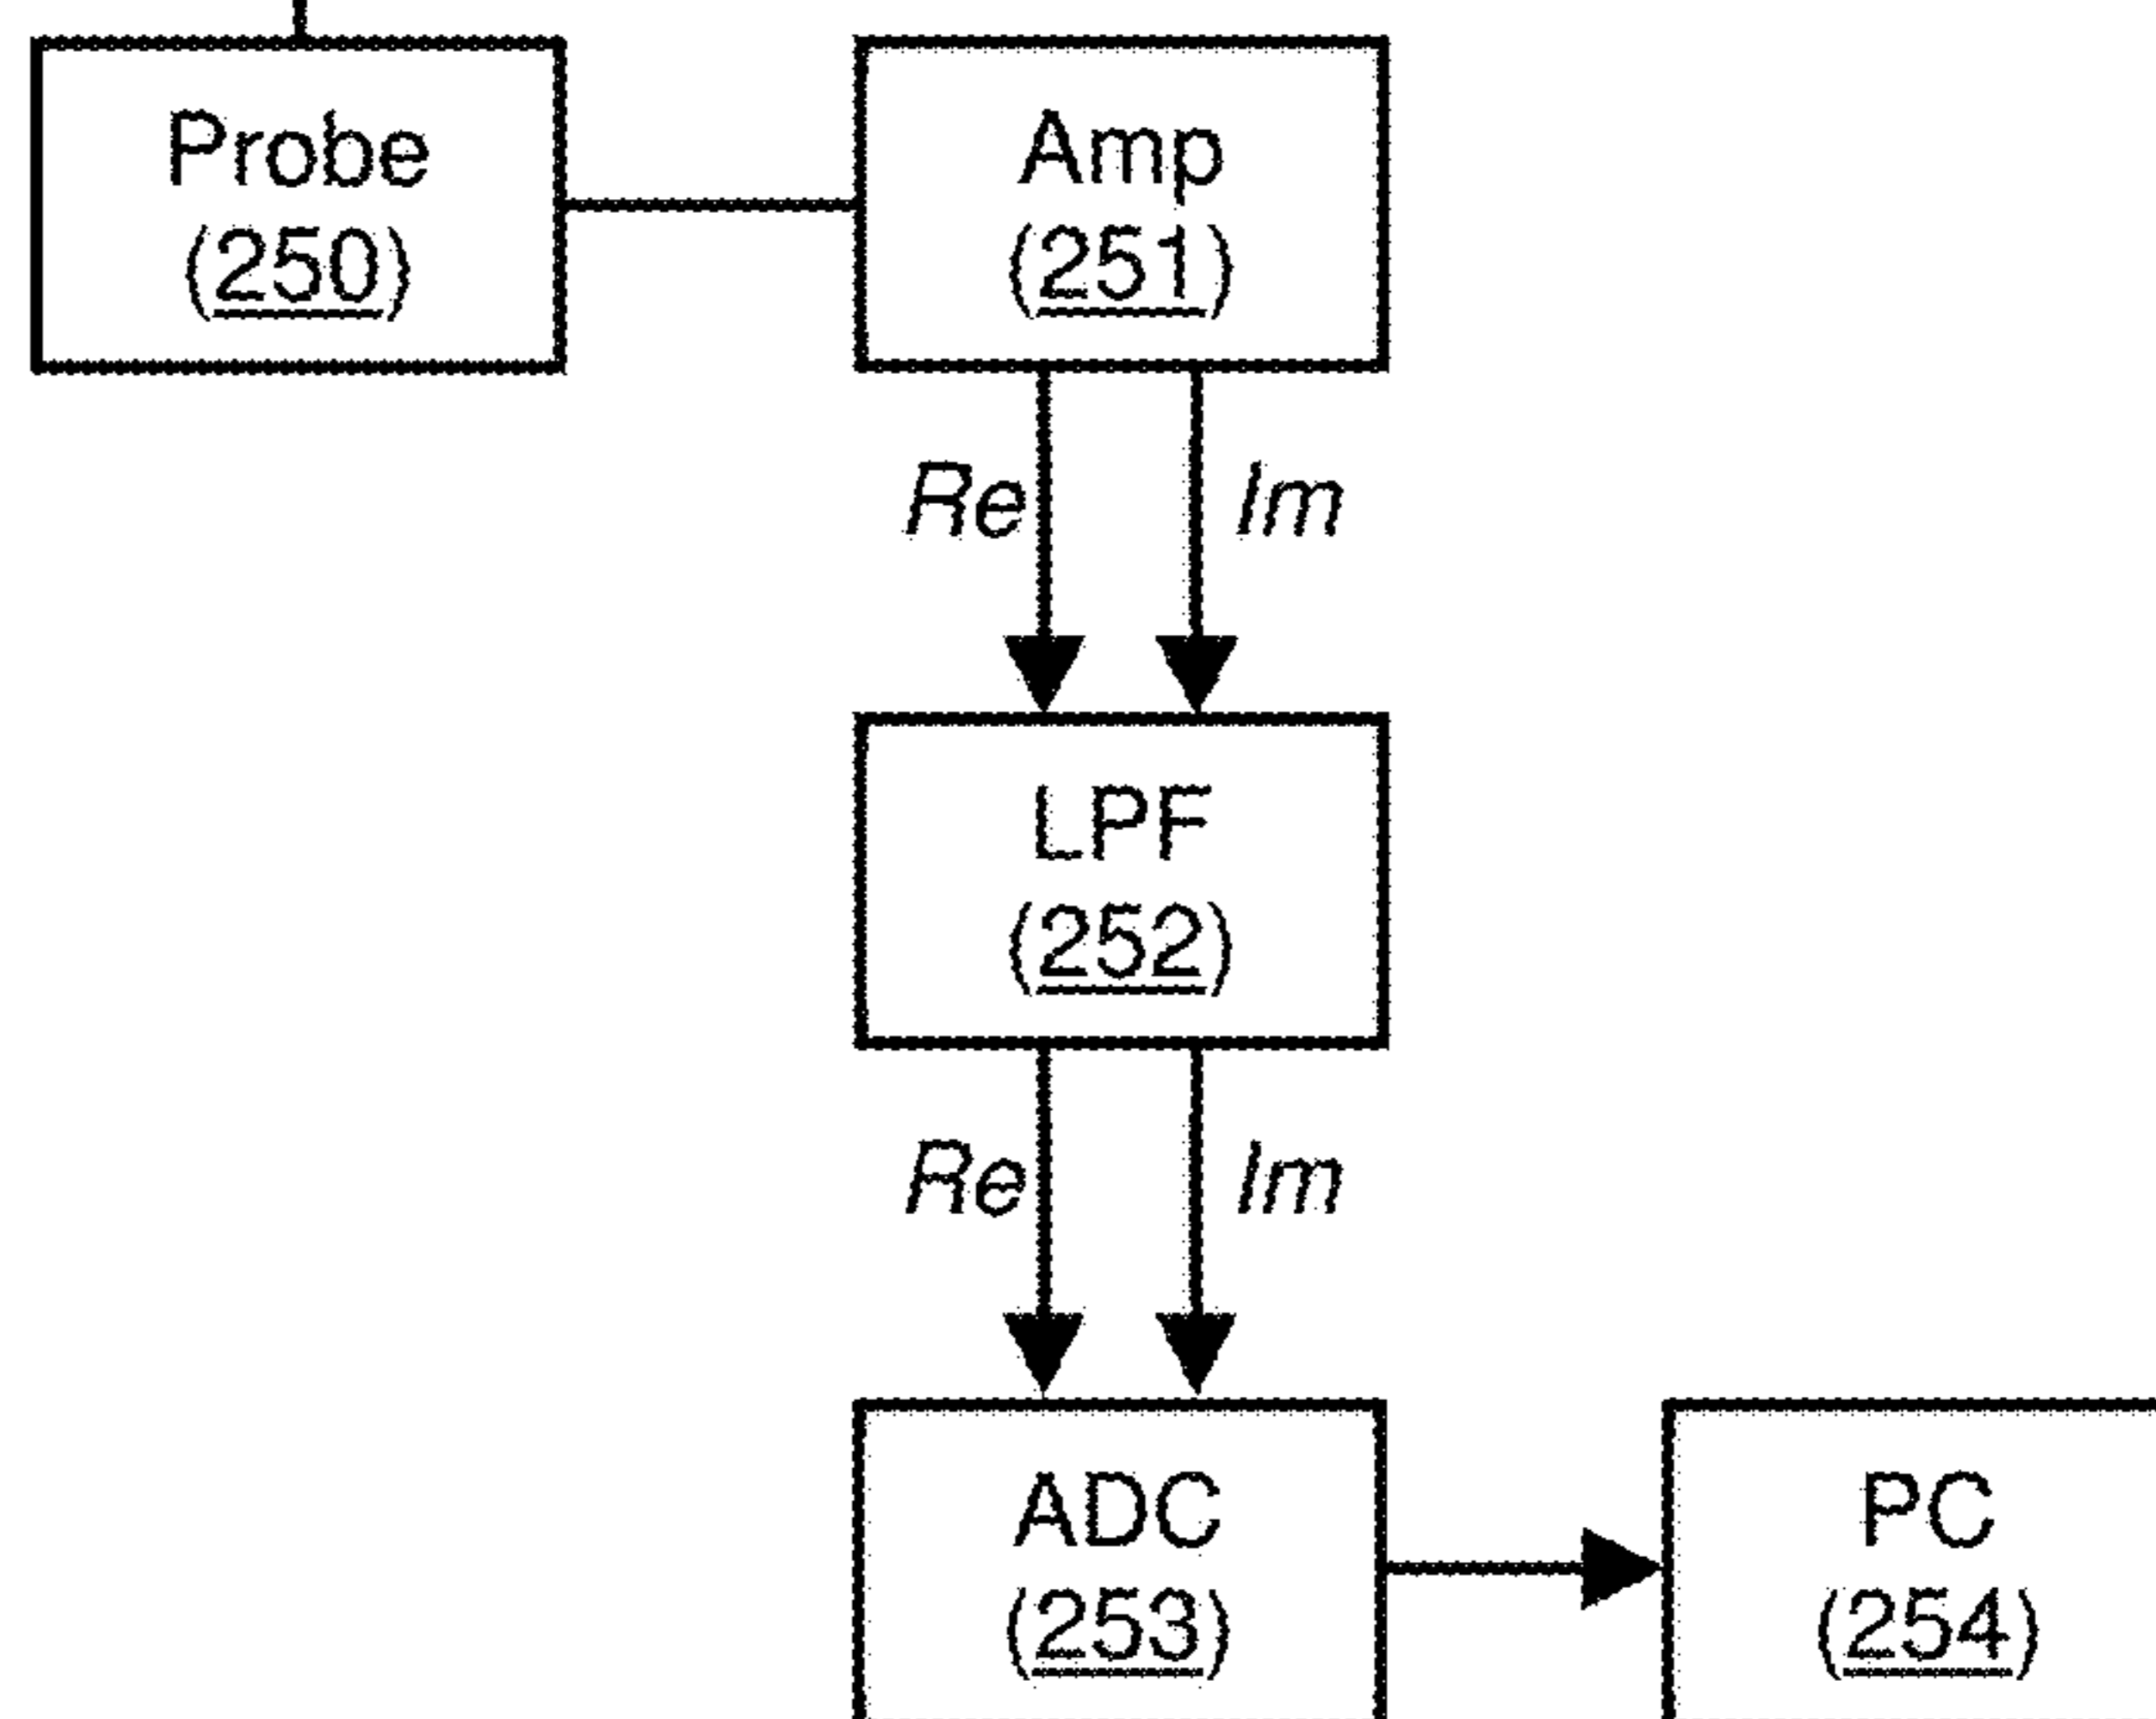 Probe
(250)
Amp
(251)
Re
Im
LPF
(252)
Re
Im
ADC
(253)
PC
(254)